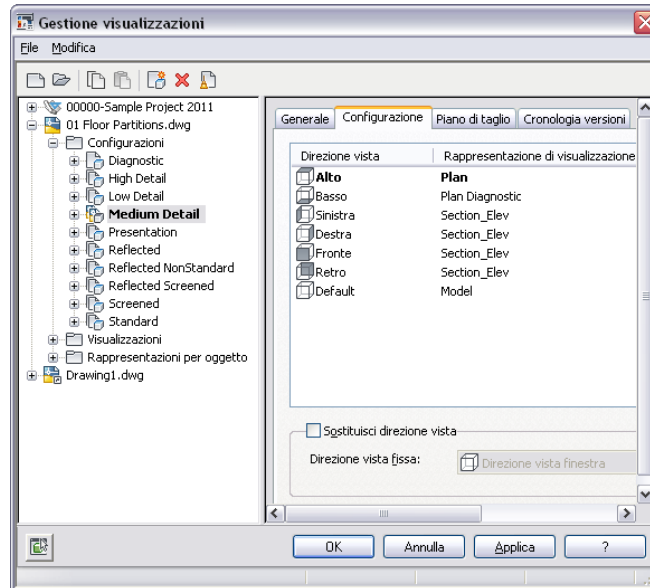 Gestione visualizzazioni
File Modifica
00000-Sample Project 2011
01 Floor Partitions.dwg
Configurazioni
Diagnostic
High Detail
Low Detail
Medium Detail
Presentation
Reflected
Reflected NonStandard
Reflected Screened
Screened
Standard
Visualizzazioni
Rappresentazioni per oggetto
Drawing1.dwg
Generale Configurazione Piano di taglio Cronologia versioni
Direzione vista Rappresentazione di visualizzazione
Alto Plan
Basso Plan Diagnostic
Sinistra Section_Elev
Destra Section_Elev
Fronte Section_Elev
Retro Section_Elev
Default Model
Sostituisci direzione vista
Direzione vista fissa: Direzione vista finestra
OK Annulla Applica ?